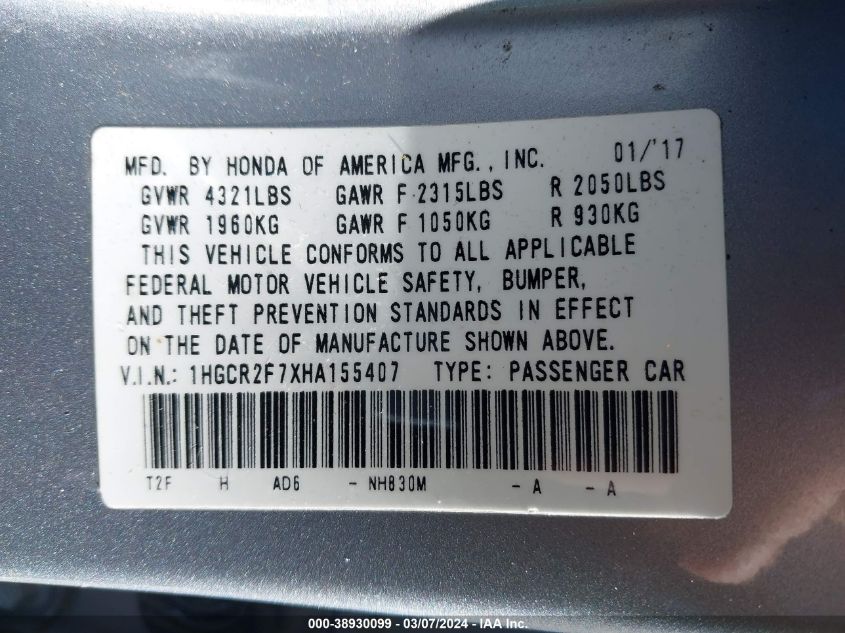 MFD. BY HONDA OF AMERICA MFG., INC. 01/'17
GVWR 4321LBS GAWR F 2315LBS R 2050LBS
GVWR 1960KG GAWR F 1050KG R 930KG
THIS VEHICLE CONFORMS TO ALL APPLICABLE
FEDERAL MOTOR VEHICLE SAFETY, BUMPER,
AND THEFT PREVENTION STANDARDS IN EFFECT
ON THE DATE OF MANUFACTURE SHOWN ABOVE.
V.I.N.: 1HGCR2F7XHA155407 TYPE: PASSENGER CAR
T2F H AD6 - NH830M - A - A
000-38930099 - 03/07/2024 - IAA Inc.